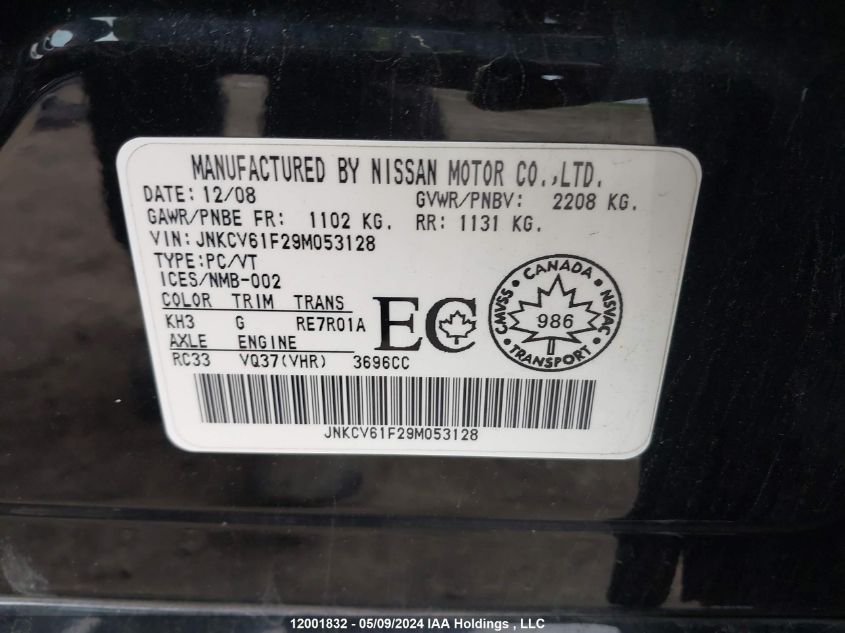 MANUFACTURED BY NISSAN MOTOR CO.,LTD.
DATE: 12/08 GVWR/PNBV: 2208 KG.
GAWR/PNBE FR: 1102 KG. RR: 1131 KG.
VIN: JNKCV61F29M053128
TYPE:PC/VT
ICES/NMB-002
COLOR TRIM TRANS
KH3 G RE7R01A
AXLE ENGINE
RC33 VQ37(VHR) 3696CC
EC
CANADA
CMVSS
NSVAC
986
TRANSPORT
JNKCV61F29M053128
12001832 - 05/09/2024 IAA Holdings , LLC